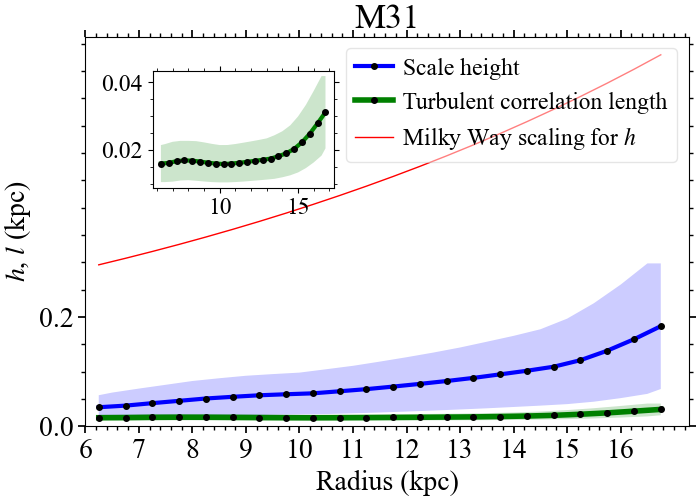 M31
Scale height
Turbulent correlation length
Milky Way scaling for h
0.04
0.02
10 15
h, l (kpc)
0.2
0.0
6 7 8 9 10 11 12 13 14 15 16
Radius (kpc)